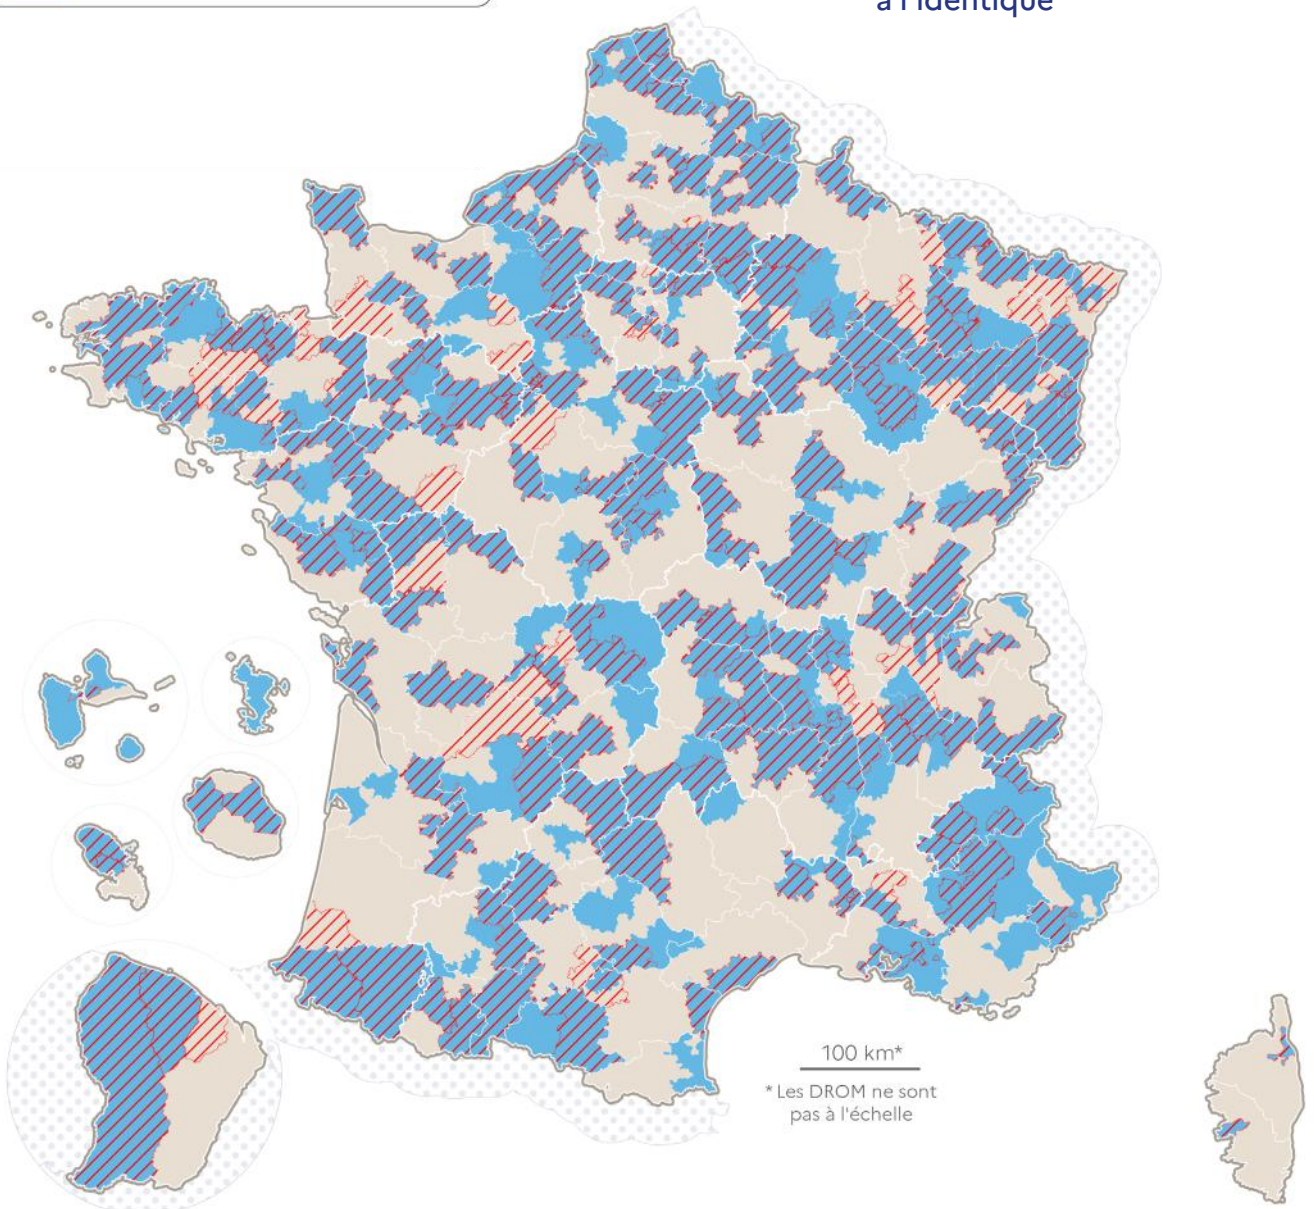 à l'identique
100 km*
* Les DROM ne sont
pas à l'échelle